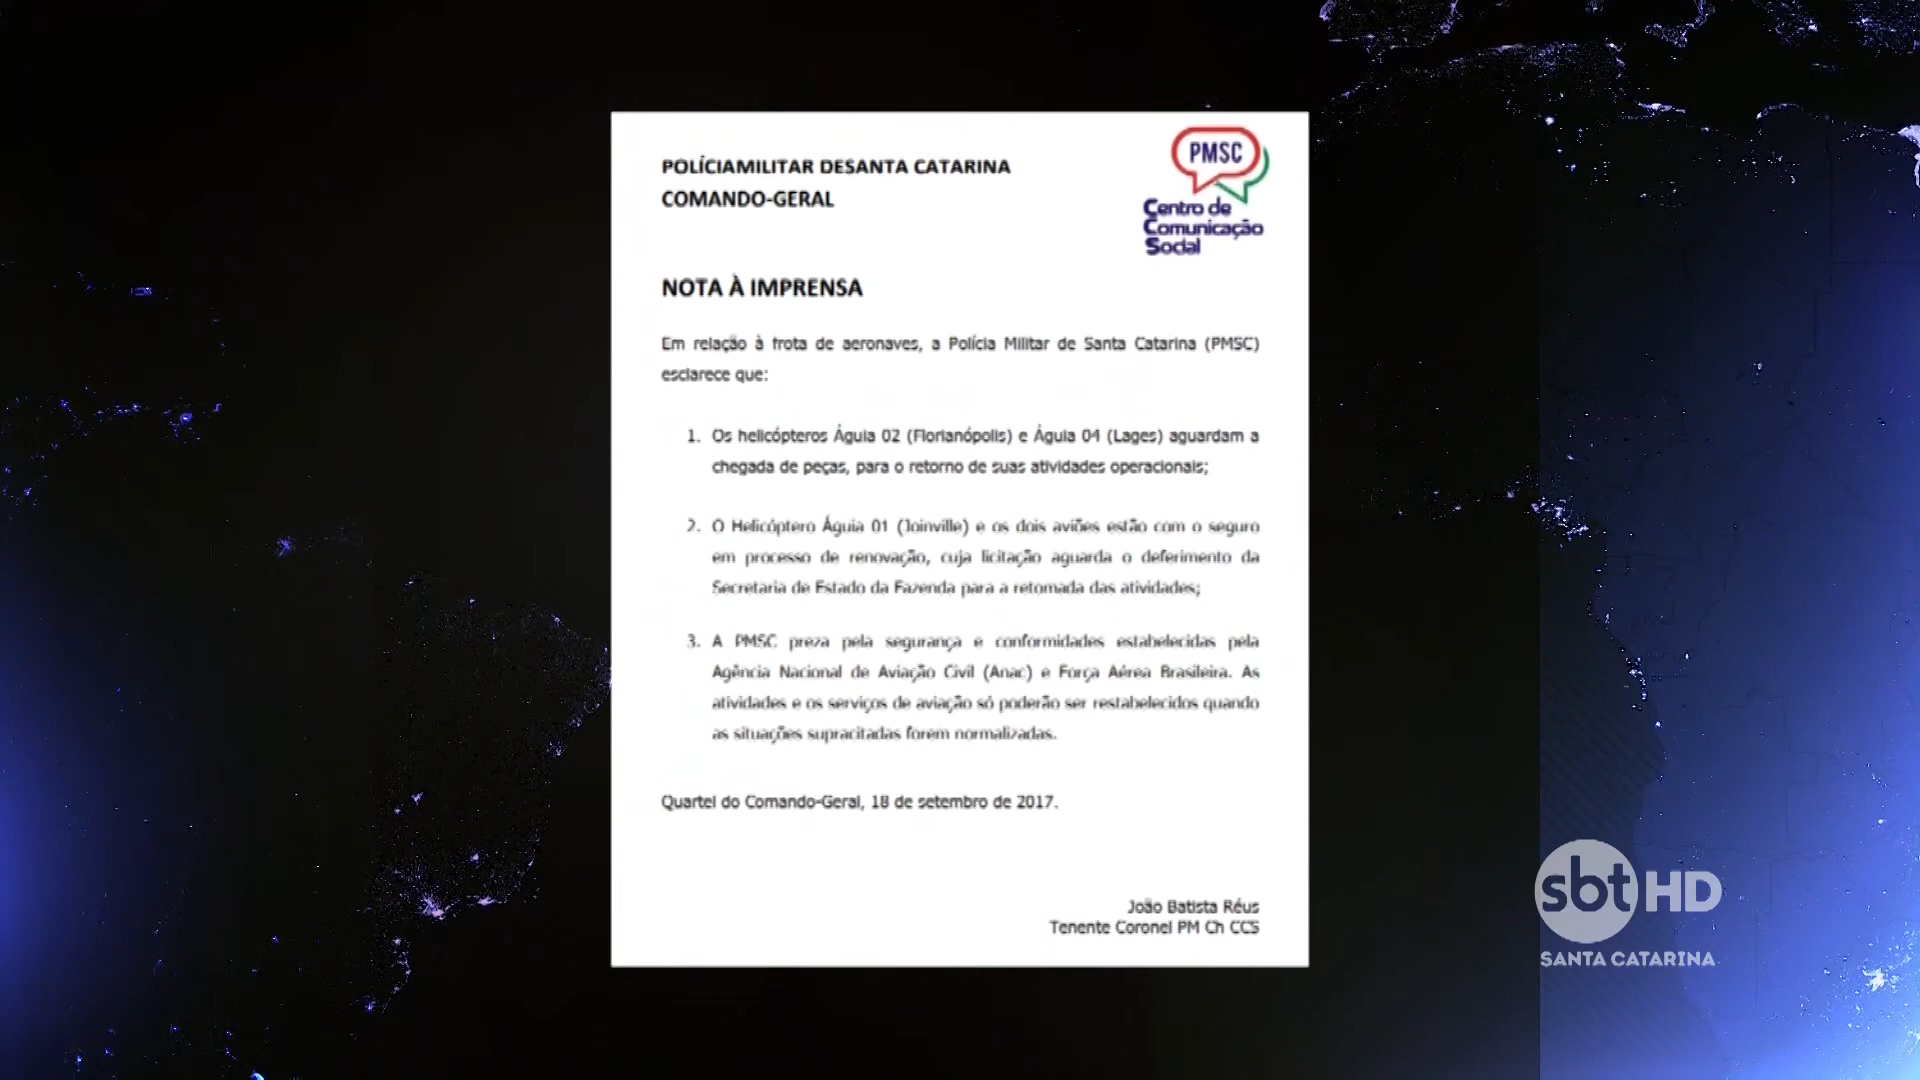 POLÍCIAMILITAR DESANTA CATARINA
COMANDO-GERAL
PMSC
Centro de
Comunicação
Social
NOTA À IMPRENSA
Em relação à frota de aeronaves, a Polícia Militar de Santa Catarina (PMSC)
esclarece que:
1. Os helicópteros Águia 02 (Florianópolis) e Águia 04 (Lages) aguardam a
chegada de peças, para o retorno de suas atividades operacionais;
2. O Helicóptero Águia 01 (Joinville) e os dois aviões estão com o seguro
em processo de renovação, cuja licitação aguarda o deferimento da
Secretaria de Estado da Fazenda para a retomada das atividades;
3. A PMSC preza pela segurança e conformidades estabelecidas pela
Agência Nacional de Aviação Civil (Anac) e Força Aérea Brasileira. As
atividades e os serviços de aviação só poderão ser restabelecidos quando
as situações supracitadas forem normalizadas.
Quartel do Comando-Geral, 18 de setembro de 2017.
João Batista Réus
Tenente Coronel PM Ch CCS
sbt HD
SANTA CATARINA